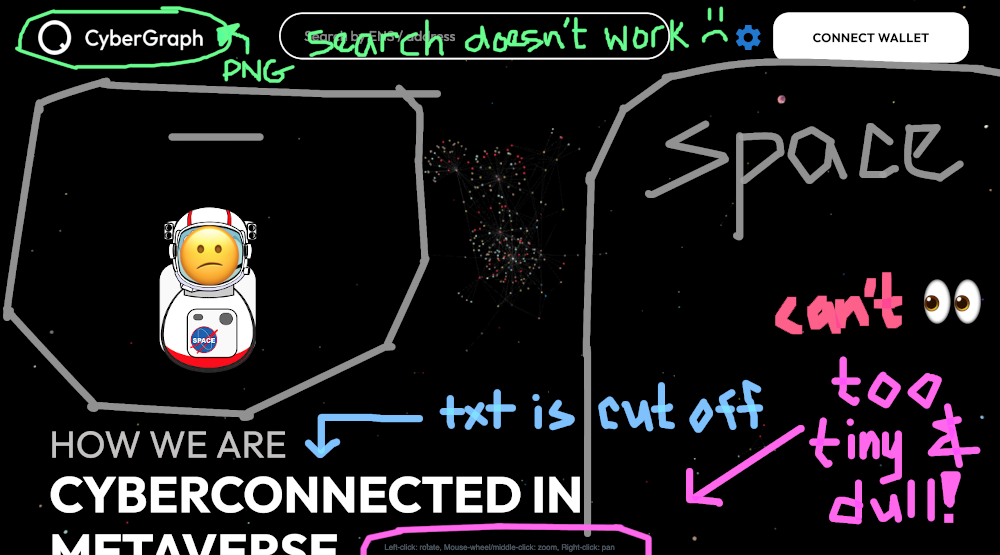 CyberGraph
Search by ENS / address
search doesn't work
CONNECT WALLET
PNG
space
SPACE
can't
too
tiny &
dull!
txt is cut off
HOW WE ARE
CYBERCONNECTED IN
METAVERSE
Left-click: rotate, Mouse-wheel/middle-click: zoom, Right-click: pan